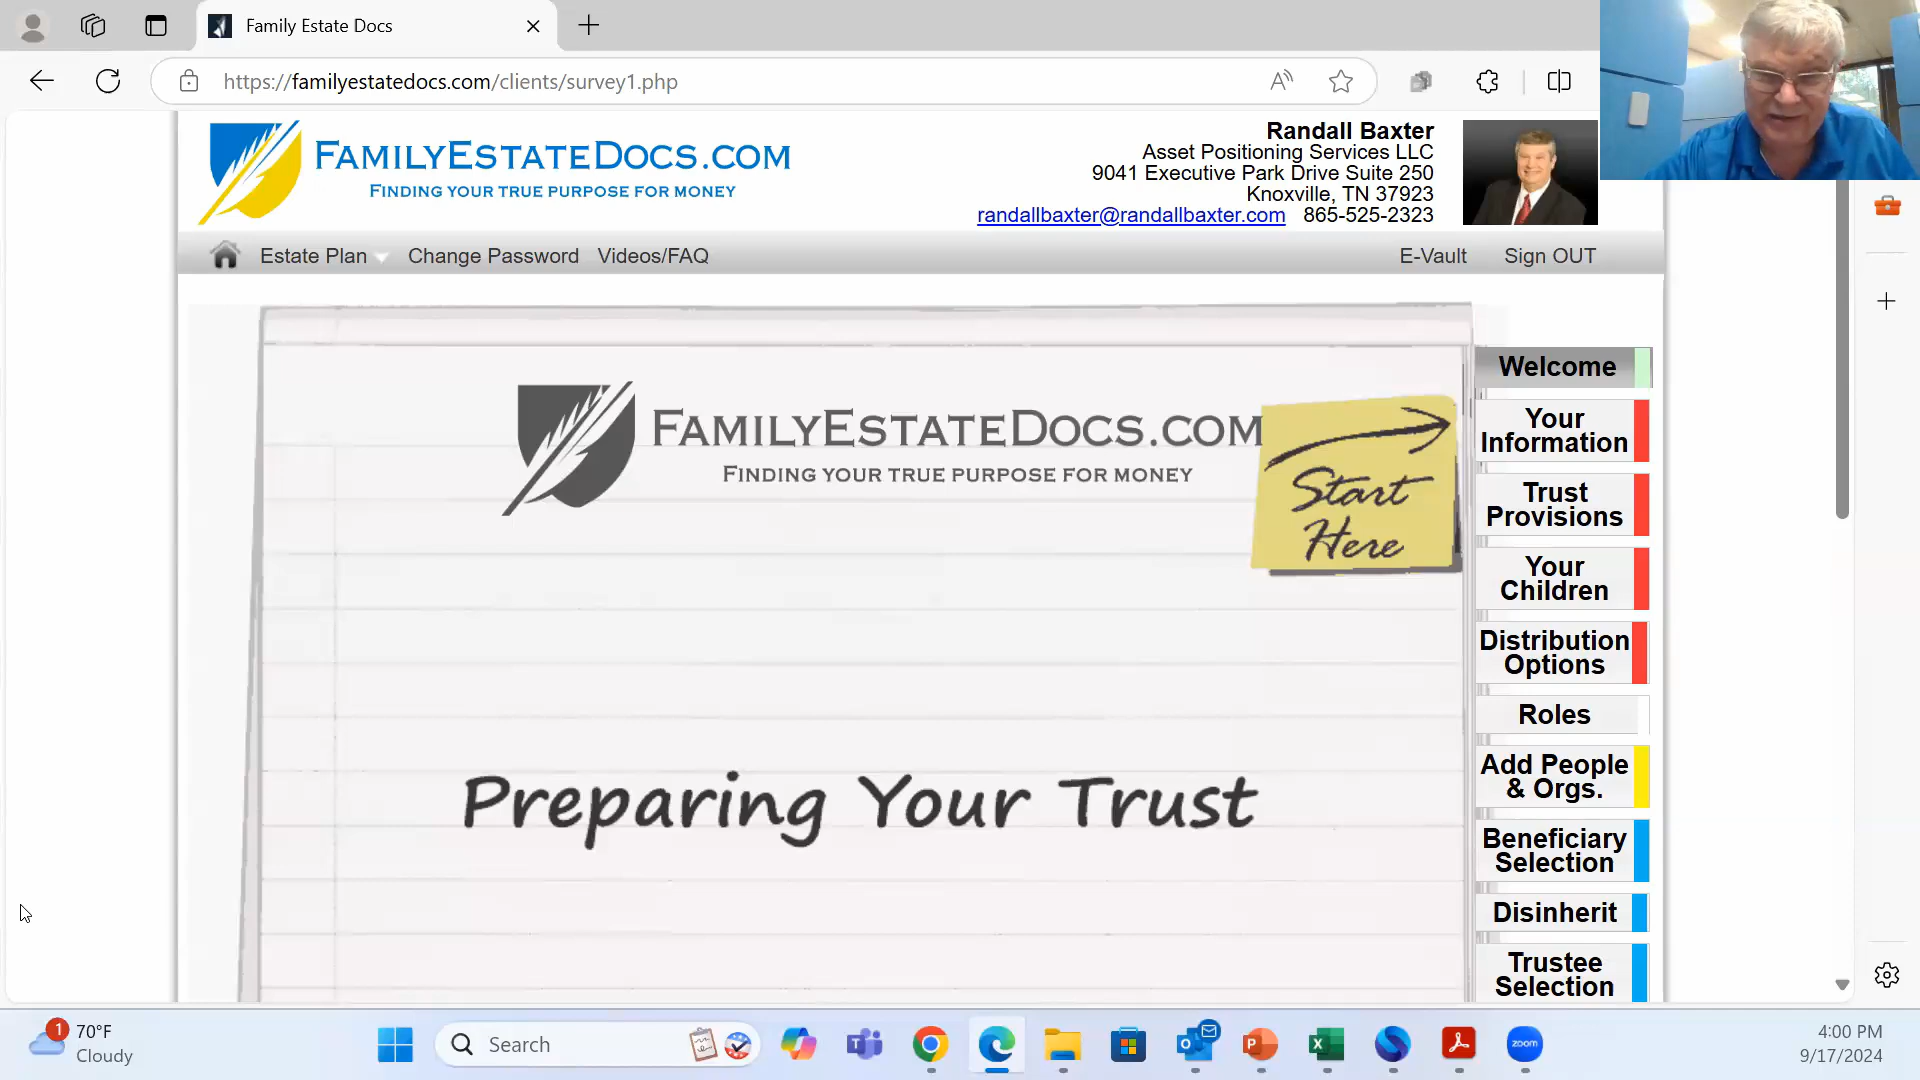 Family Estate Docs
https://familyestatedocs.com/clients/survey1.php
FAMILYESTATEDOCS.COM
FINDING YOUR TRUE PURPOSE FOR MONEY
Randall Baxter
Asset Positioning Services LLC
9041 Executive Park Drive Suite 250
Knoxville, TN 37923
randallbaxter@randallbaxter.com 865-525-2323
Estate Plan Change Password Videos/FAQ E-Vault Sign OUT
FAMILYESTATEDOCS.COM
FINDING YOUR TRUE PURPOSE FOR MONEY
Start
Here
Preparing Your Trust
Welcome
Your
Information
Trust
Provisions
Your
Children
Distribution
Options
Roles
Add People
& Orgs.
Beneficiary
Selection
Disinherit
Trustee
Selection
1
70°F
Cloudy
Search
zoom
4:00 PM
9/17/2024